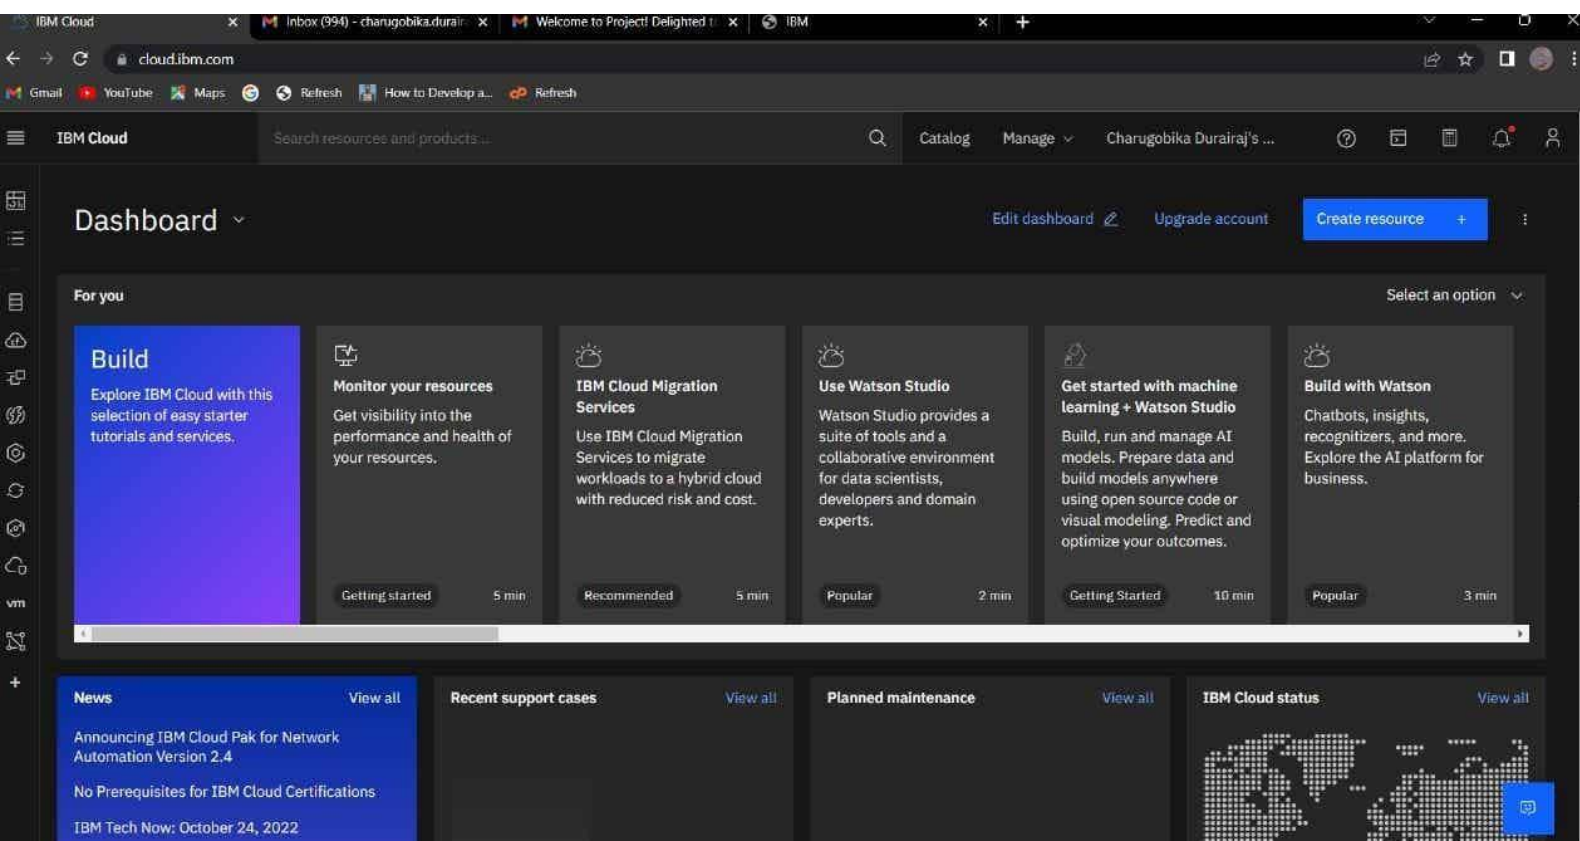 IBM Cloud
Inbox (994) - charugobika.durair
Welcome to Project! Delighted t
IBM
cloud.ibm.com
Gmail
YouTube
Maps
Refresh
How to Develop a...
Refresh
IBM Cloud
Search resources and products...
Catalog
Manage
Charugobika Durairaj's ...
Dashboard
Edit dashboard
Upgrade account
Create resource +
For you
Select an option
Build
Explore IBM Cloud with this
selection of easy starter
tutorials and services.
Monitor your resources
Get visibility into the
performance and health of
your resources.
Getting started
5 min
IBM Cloud Migration
Services
Use IBM Cloud Migration
Services to migrate
workloads to a hybrid cloud
with reduced risk and cost.
Recommended
5 min
Use Watson Studio
Watson Studio provides a
suite of tools and a
collaborative environment
for data scientists,
developers and domain
experts.
Popular
2 min
Get started with machine
learning + Watson Studio
Build, run and manage AI
models. Prepare data and
build models anywhere
using open source code or
visual modeling. Predict and
optimize your outcomes.
Getting Started
10 min
Build with Watson
Chatbots, insights,
recognitizers, and more.
Explore the AI platform for
business.
Popular
3 min
vm
News
View all
Announcing IBM Cloud Pak for Network
Automation Version 2.4
No Prerequisites for IBM Cloud Certifications
IBM Tech Now: October 24, 2022
Recent support cases
View all
Planned maintenance
View all
IBM Cloud status
View all